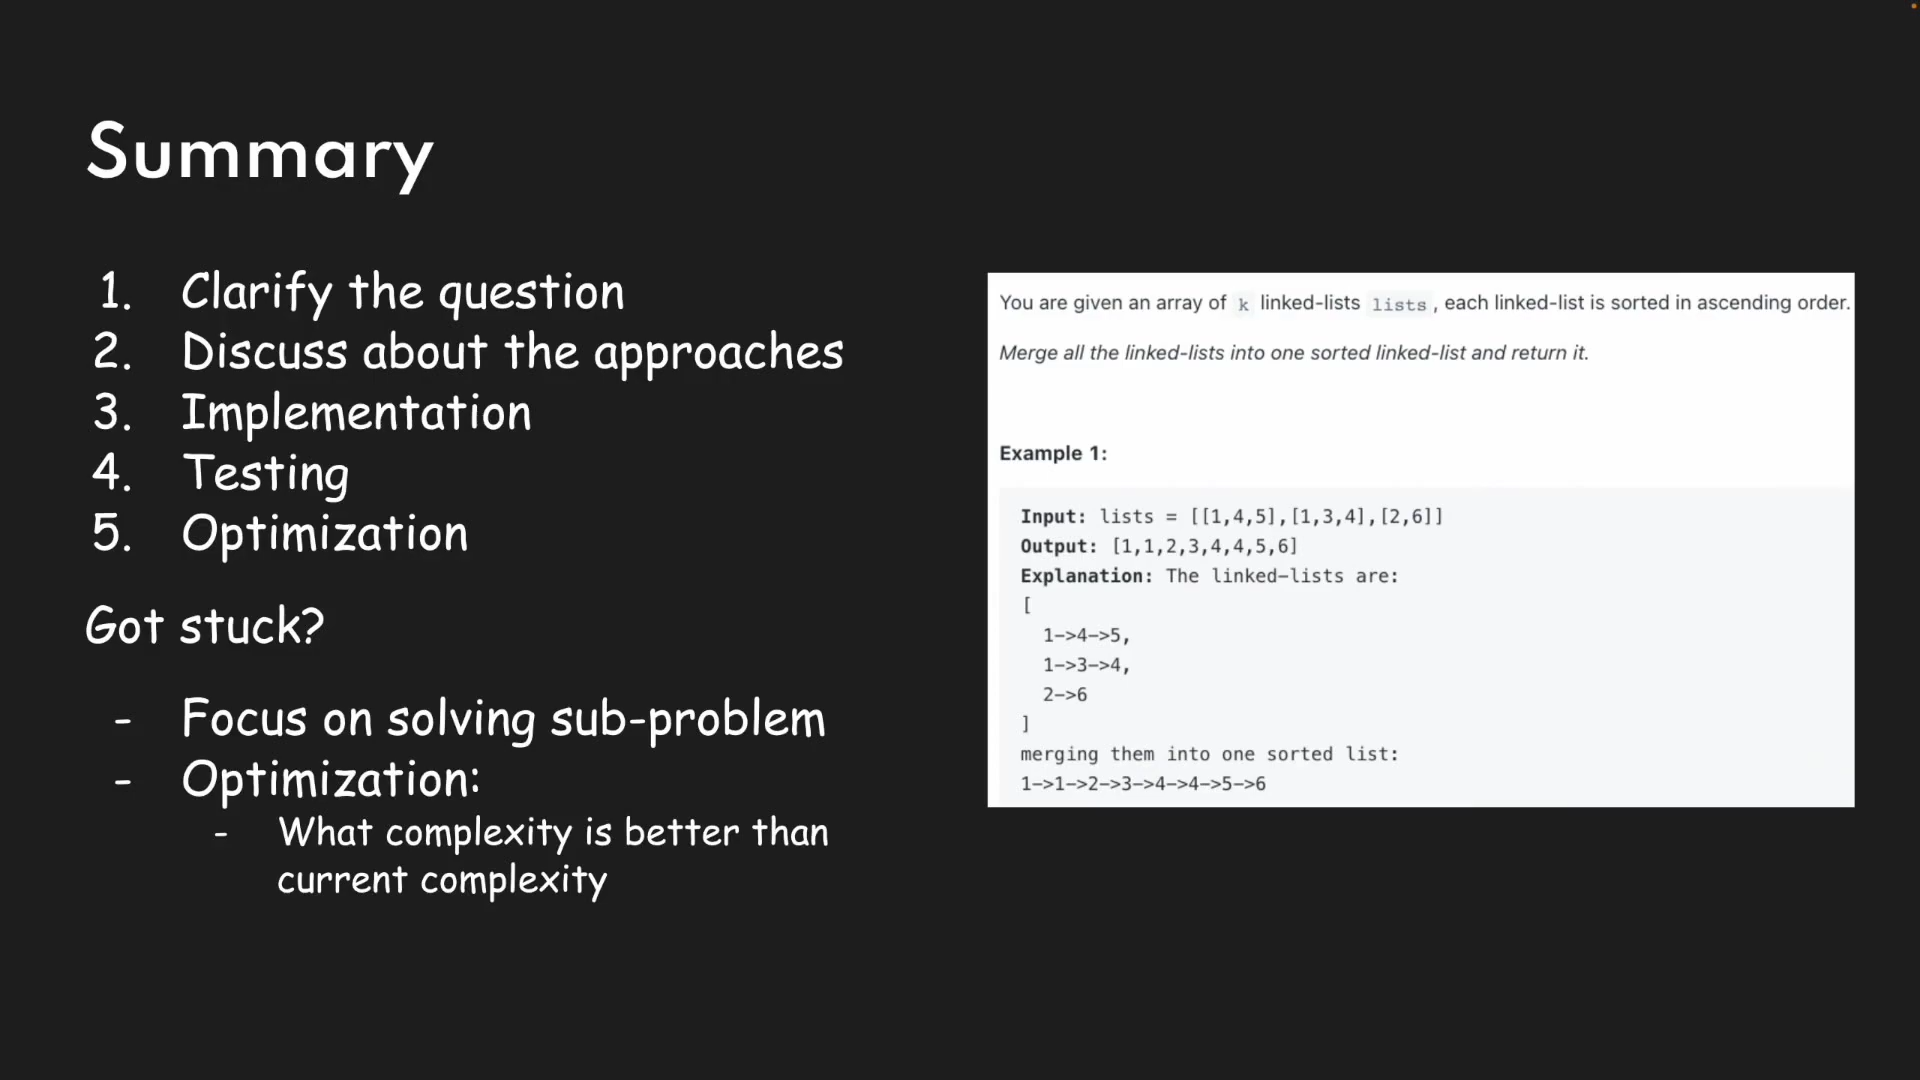 Summary
1. Clarify the question
2. Discuss about the approaches
3. Implementation
4. Testing
5. Optimization
Got stuck?
- Focus on solving sub-problem
- Optimization:
- What complexity is better than
current complexity
You are given an array of k linked-lists lists, each linked-list is sorted in ascending order.
Merge all the linked-lists into one sorted linked-list and return it.
Example 1:
Input: lists = [[1,4,5],[1,3,4],[2,6]]
Output: [1,1,2,3,4,4,5,6]
Explanation: The linked-lists are:
[
1->4->5,
1->3->4,
2->6
]
merging them into one sorted list:
1->1->2->3->4->4->5->6